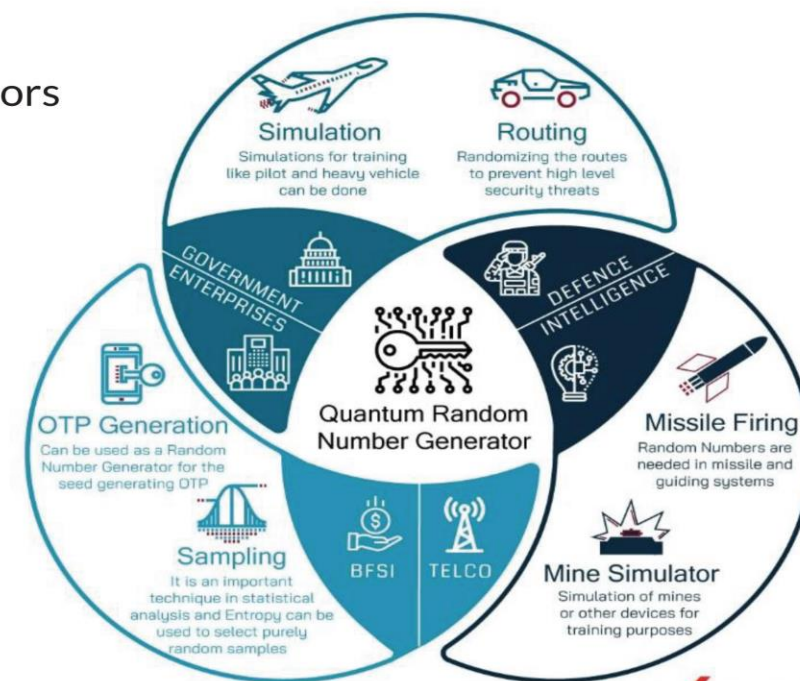 ors
Simulation
Simulations for training
like pilot and heavy vehicle
can be done
Routing
Randomizing the routes
to prevent high level
security threats
GOVERNMENT
ENTERPRISES
DEFENCE
INTELLIGENCE
Quantum Random
Number Generator
OTP Generation
Can be used as a Random
Number Generator for the
seed generating OTP
Sampling
It is an important
technique in statistical
analysis and Entropy can be
used to select purely
random samples
BFSI
TELCO
Missile Firing
Random Numbers are
needed in missile and
guiding systems
Mine Simulator
Simulation of mines
or other devices for
training purposes